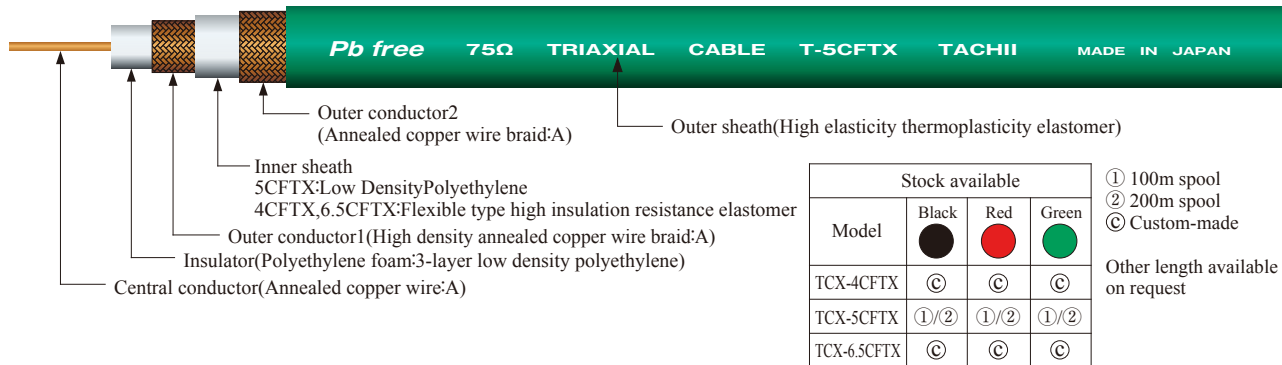 Pb free 75Ω TRIAXIAL CABLE T-5CFTX TACHII MADE IN JAPAN
Outer conductor2
(Annealed copper wire braid:A)
Outer sheath(High elasticity thermoplasticity elastomer)
Inner sheath
5CFTX:Low DensityPolyethylene
4CFTX,6.5CFTX:Flexible type high insulation resistance elastomer
Outer conductor1(High density annealed copper wire braid:A)
Insulator(Polyethylene foam:3-layer low density polyethylene)
Central conductor(Annealed copper wire:A)
Stock available
Model Black Red Green
TCX-4CFTX ⓒ ⓒ ⓒ
TCX-5CFTX ①/② ①/② ①/②
TCX-6.5CFTX ⓒ ⓒ ⓒ
① 100m spool
② 200m spool
ⓒ Custom-made
Other length available
on request